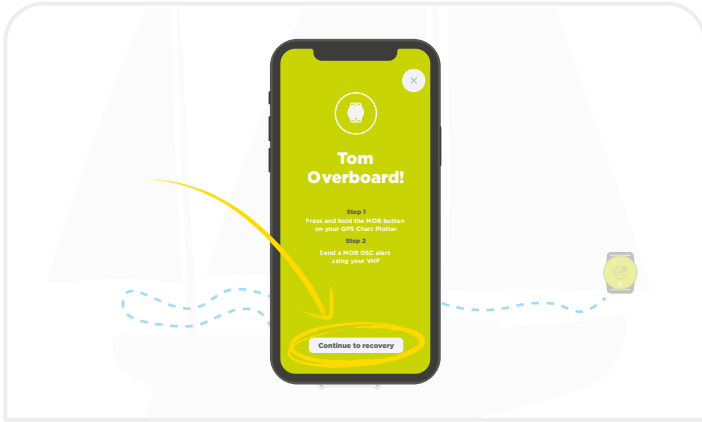 Tom
Overboard!
Step 1
Press and hold the MOB button
on your GPS Chart Plotter
Step 2
Send a MOB DSC alert
using your VHF
Continue to recovery